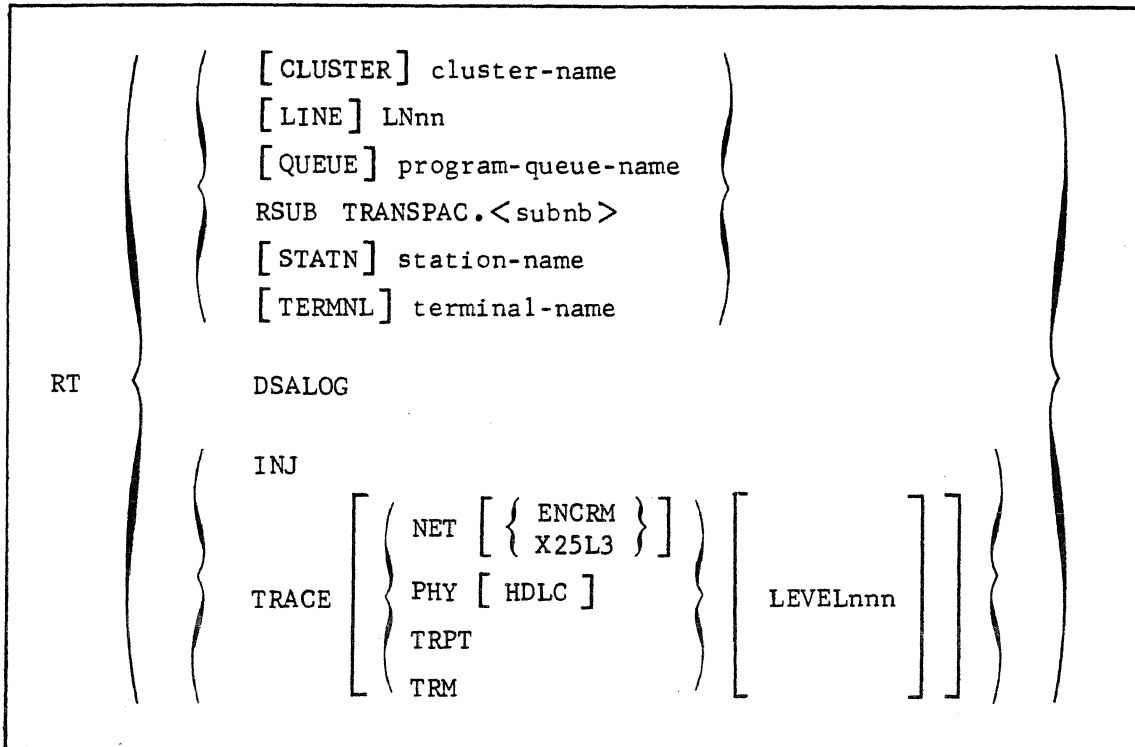 [CLUSTER] cluster-name
[LINE] LNnn
[QUEUE] program-queue-name
RSUB TRANSPAC.<subnb>
[STATN] station-name
[TERMNL] terminal-name
RT
DSALOG
INJ
NET [ { ENCRM
X25L3 } ]
PHY [ HDLC ]
TRACE
LEVELnnn
TRPT
TRM